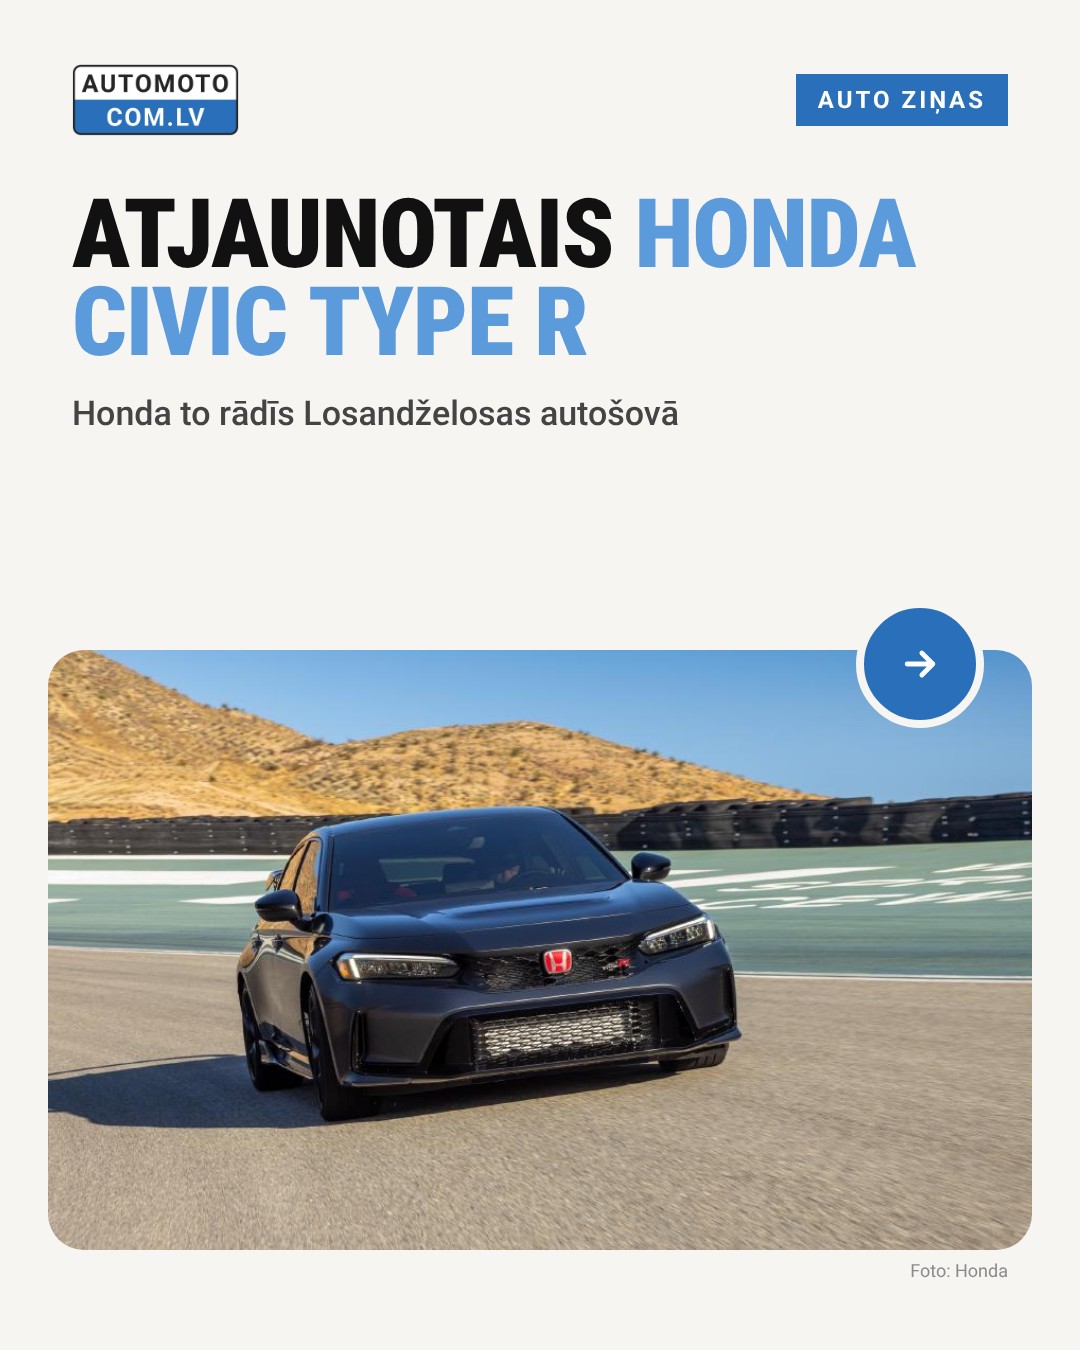 AUTOMOTO
COM.LV
AUTO ZIŅAS
ATJAUNOTAIS HONDA
CIVIC TYPE R
Honda to rādīs Losandželosas autošovā
Foto: Honda